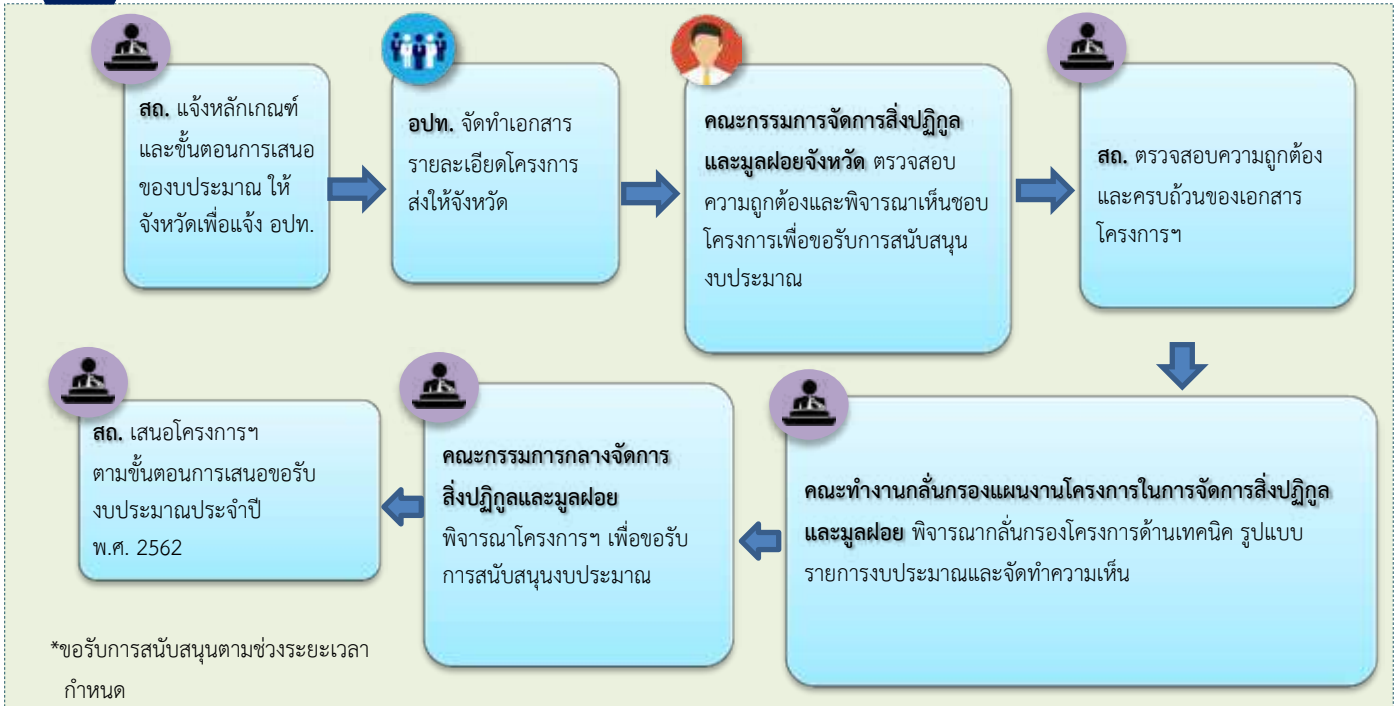 สถ. แจ้งหลักเกณฑ์
และขั้นตอนการเสนอ
ของบประมาณ ให้
จังหวัดเพื่อแจ้ง อปท.
อปท. จัดทำเอกสาร
รายละเอียดโครงการ
ส่งให้จังหวัด
คณะกรรมการจัดการสิ่งปฏิกูล
และมูลฝอยจังหวัด ตรวจสอบ
ความถูกต้องและพิจารณาเห็นชอบ
โครงการเพื่อขอรับการสนับสนุน
งบประมาณ
สถ. ตรวจสอบความถูกต้อง
และครบถ้วนของเอกสาร
โครงการฯ
คณะทำงานกลั่นกรองแผนงานโครงการในการจัดการสิ่งปฏิกูล
และมูลฝอย พิจารณากลั่นกรองโครงการด้านเทคนิค รูปแบบ
รายการงบประมาณและจัดทำความเห็น
คณะกรรมการกลางจัดการ
สิ่งปฏิกูลและมูลฝอย
พิจารณาโครงการฯ เพื่อขอรับ
การสนับสนุนงบประมาณ
สถ. เสนอโครงการฯ
ตามขั้นตอนการเสนอขอรับ
งบประมาณประจำปี
พ.ศ. 2562
*ขอรับการสนับสนุนตามช่วงระยะเวลา
กำหนด